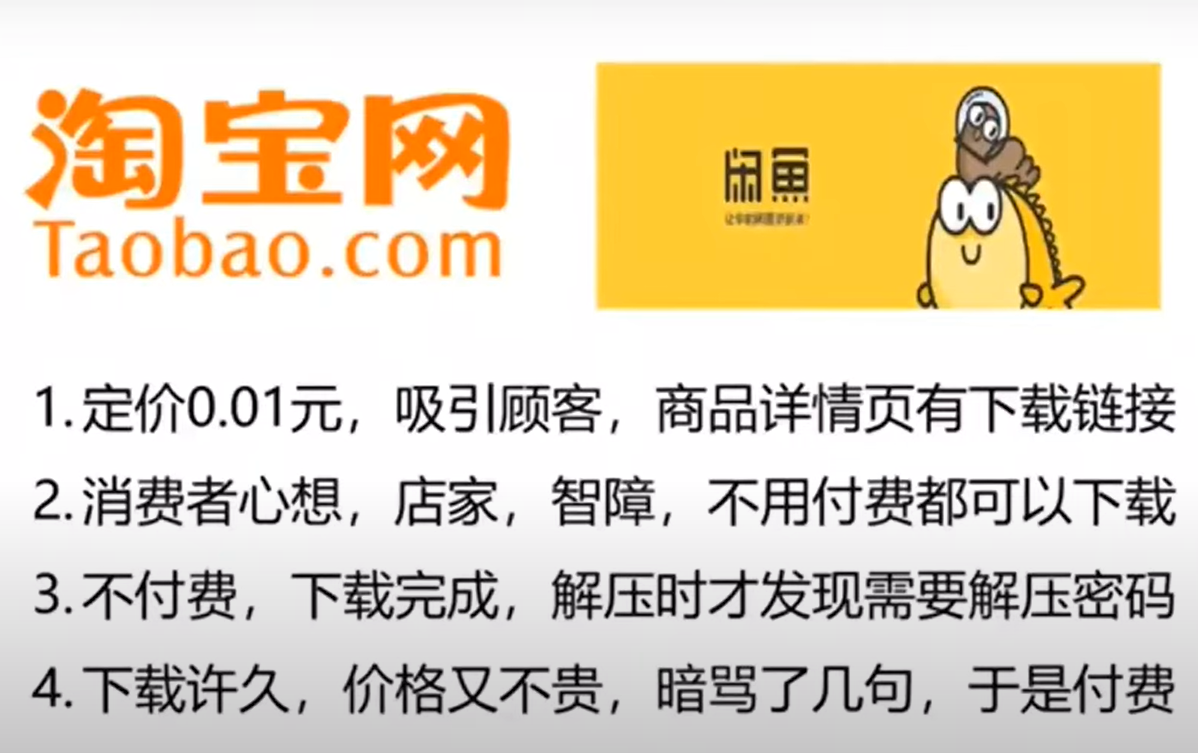 淘宝网
Taobao.com
闲鱼
1. 定价0.01元，吸引顾客，商品详情页有下载链接
2. 消费者心想，店家，智障，不用付费都可以下载
3. 不付费，下载完成，解压时才发现需要解压密码
4. 下载许久，价格又不贵，暗骂了几句，于是付费